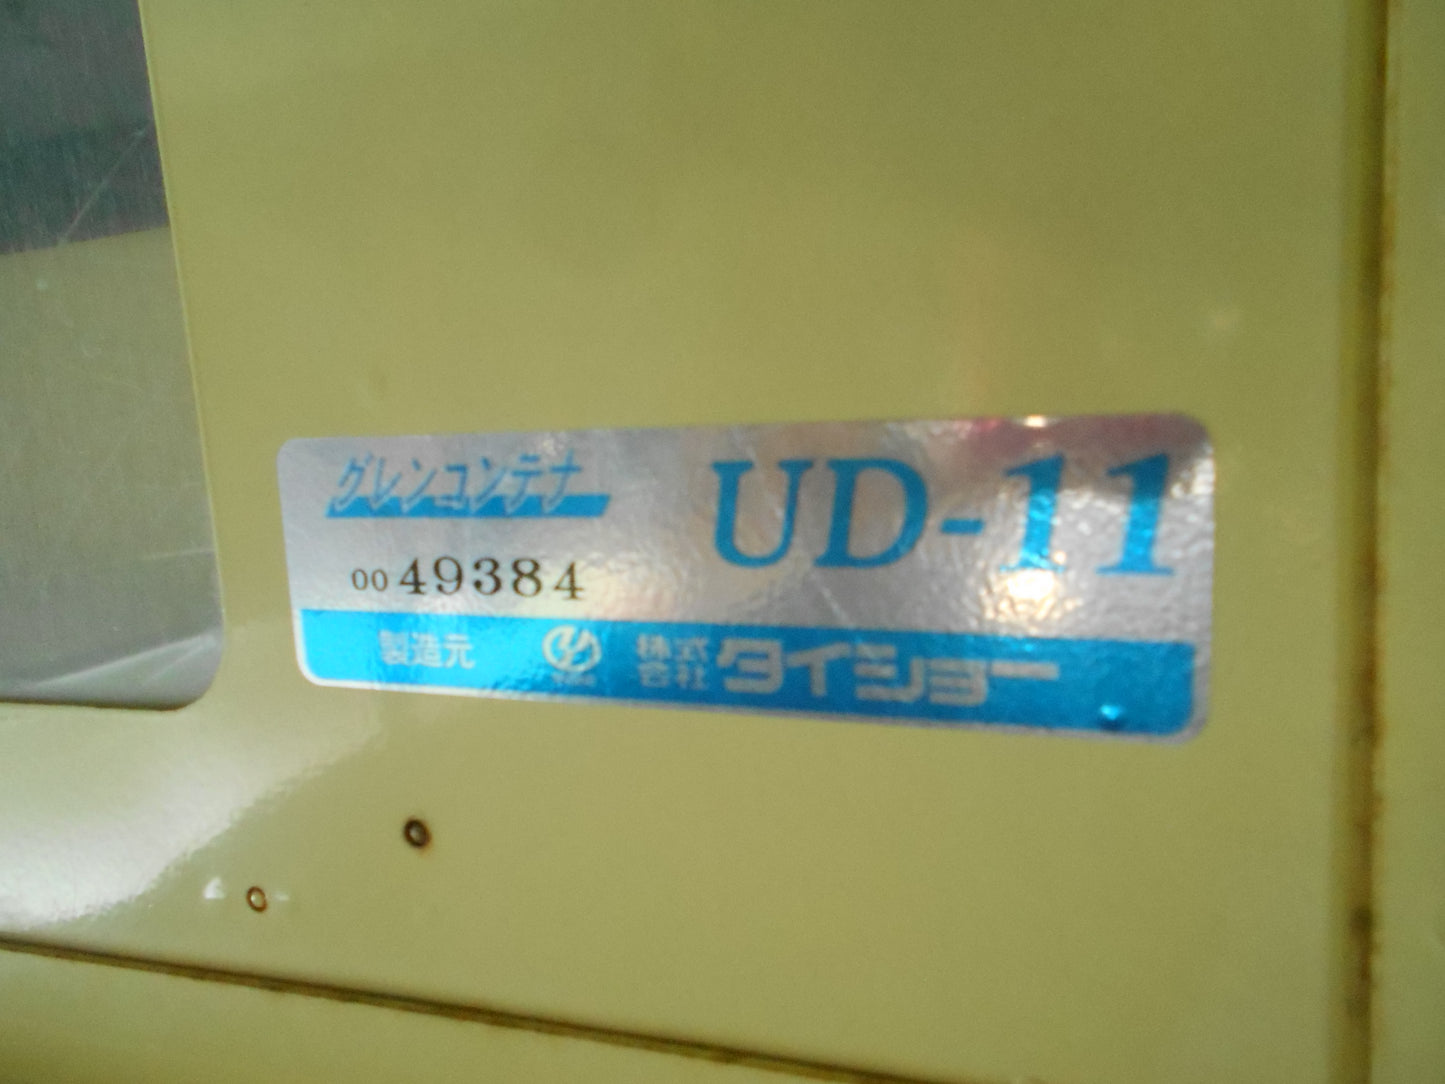 グレンコンテナ
UD-11
0049384
製造元 株式会社 タイショー